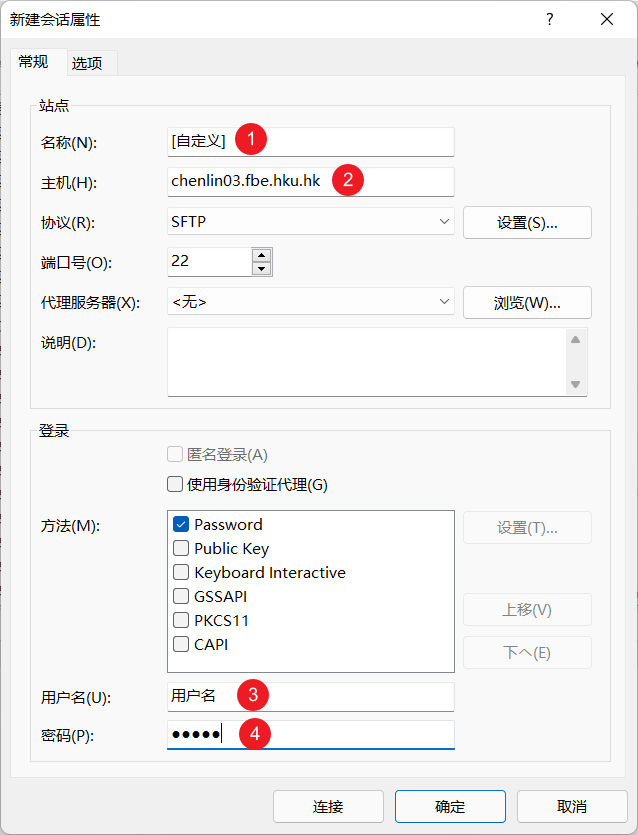 新建会话属性 ?
常规 选项
站点
名称(N): [自定义] 1
主机(H): chenlin03.fbe.hku.hk 2
协议(R): SFTP 设置(S)...
端口号(O): 22
代理服务器(X): <无> 浏览(W)...
说明(D):
登录
匿名登录(A)
使用身份验证代理(G)
方法(M): Password 设置(T)...
Public Key
Keyboard Interactive
GSSAPI 上移(V)
PKCS11
CAPI 下へ(E)
用户名(U): 用户名 3
密码(P): ●●●●● 4
连接 确定 取消